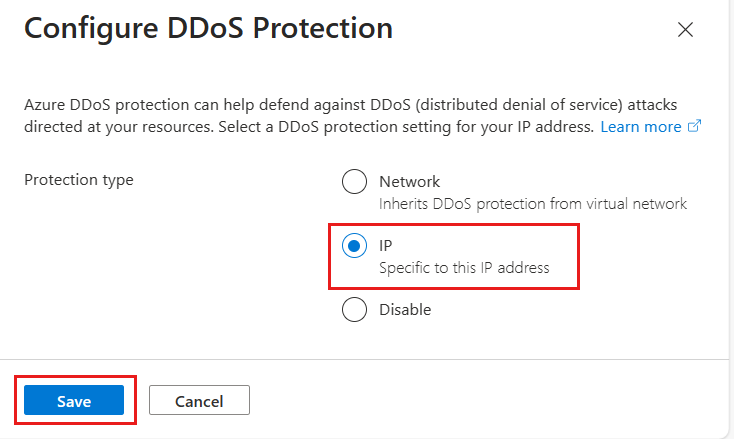 Configure DDoS Protection
Azure DDoS protection can help defend against DDoS (distributed denial of service) attacks
directed at your resources. Select a DDoS protection setting for your IP address. Learn more
Protection type
Network
Inherits DDoS protection from virtual network
IP
Specific to this IP address
Disable
Save
Cancel